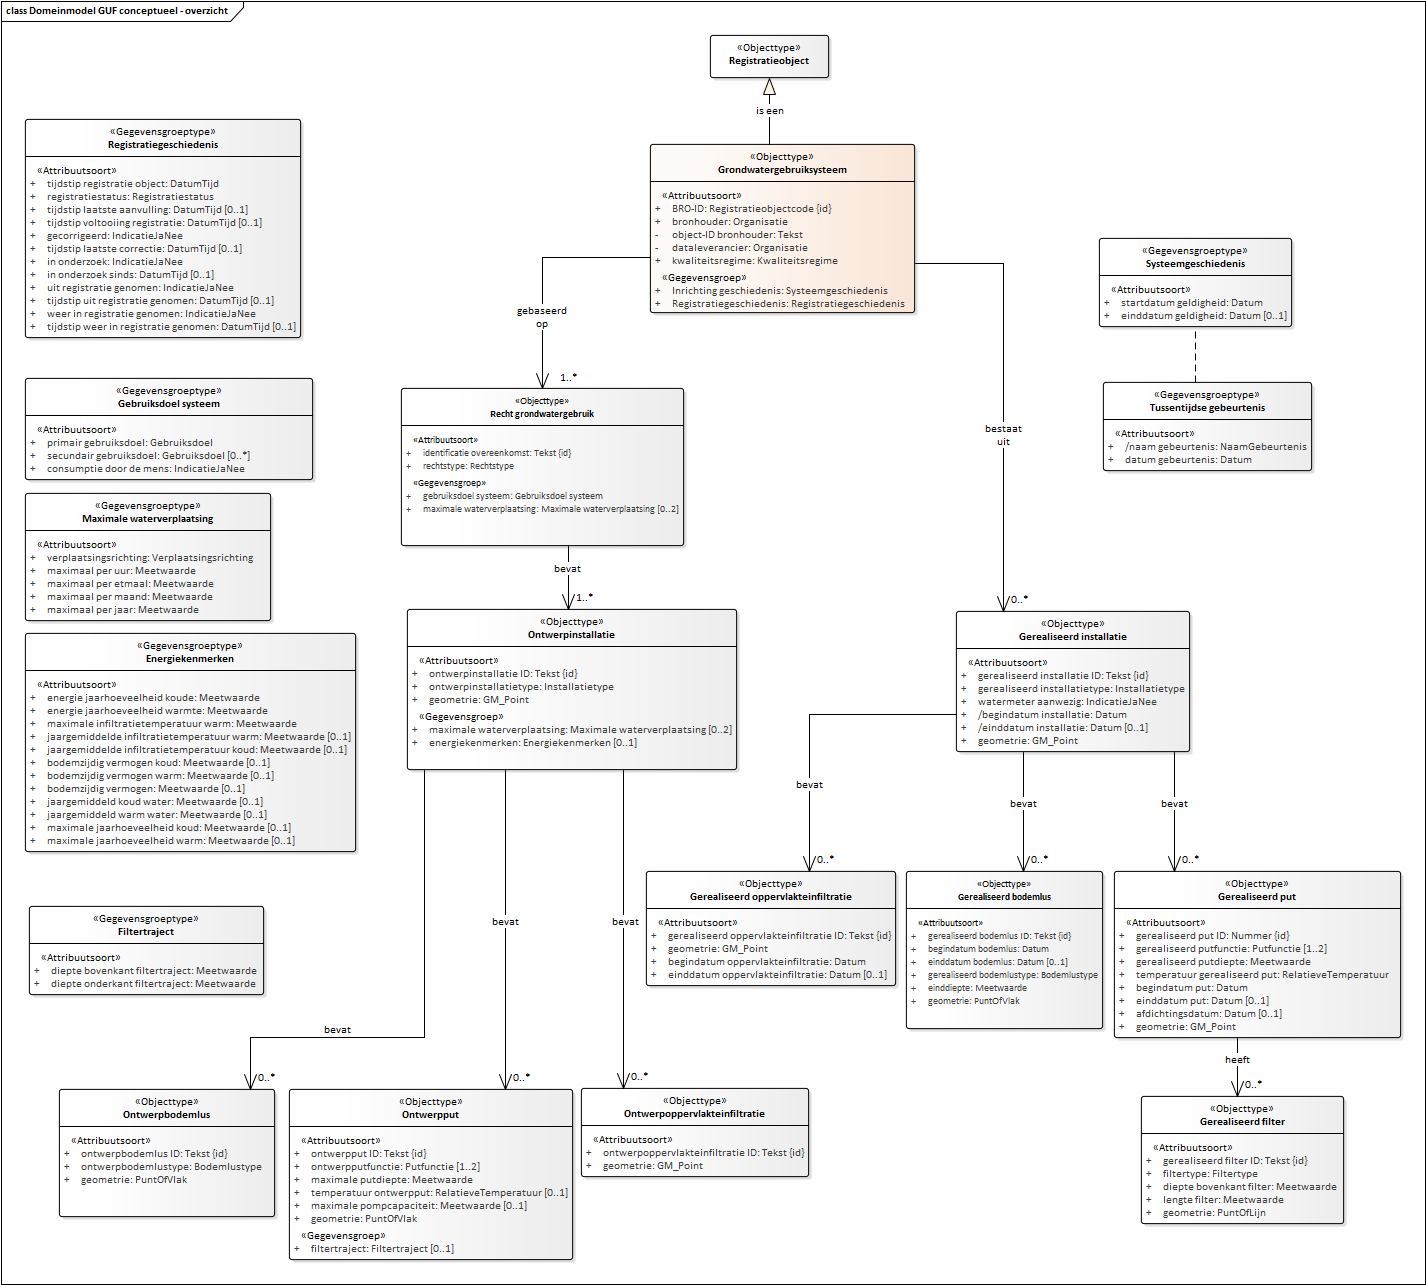 class Domeinmodel GUF conceptueel - overzicht
«Objecttype»
Registratieobject
is een
«Gegevensgroeptype»
Registratiegeschiedenis
«Attribuutsoort»
+ tijdstip registratie object: DatumTijd
+ registratiestatus: Registratiestatus
+ tijdstip laatste aanvulling: DatumTijd [0..1]
+ tijdstip voltooiing registratie: DatumTijd [0..1]
+ gecorrigeerd: IndicatieJaNee
+ tijdstip laatste correctie: DatumTijd [0..1]
+ in onderzoek: IndicatieJaNee
+ in onderzoek sinds: DatumTijd [0..1]
+ uit registratie genomen: IndicatieJaNee
+ tijdstip uit registratie genomen: DatumTijd [0..1]
+ weer in registratie genomen: IndicatieJaNee
+ tijdstip weer in registratie genomen: DatumTijd [0..1]
«Objecttype»
Grondwatergebruiksysteem
«Attribuutsoort»
+ BRO-ID: Registratieobjectcode {id}
+ bronhouder: Organisatie
- object-ID bronhouder: Tekst
- dataleverancier: Organisatie
+ kwaliteitsregime: Kwaliteitsregime
«Gegevensgroep»
+ Inrichting geschiedenis: Systeemgeschiedenis
+ Registratiegeschiedenis: Registratiegeschiedenis
«Gegevensgroeptype»
Systeemgeschiedenis
«Attribuutsoort»
+ startdatum geldigheid: Datum
+ einddatum geldigheid: Datum [0..1]
«Gegevensgroeptype»
Tussentijdse gebeurtenis
«Attribuutsoort»
+ /naam gebeurtenis: NaamGebeurtenis
+ datum gebeurtenis: Datum
gebaseerd
op
1..*
bestaat
uit
0..*
«Gegevensgroeptype»
Gebruiksdoel systeem
«Attribuutsoort»
+ primair gebruiksdoel: Gebruiksdoel
+ secundair gebruiksdoel: Gebruiksdoel [0..*]
+ consumptie door de mens: IndicatieJaNee
«Objecttype»
Recht grondwatergebruik
«Attribuutsoort»
+ identificatie overeenkomst: Tekst {id}
+ rechtstype: Rechtstype
«Gegevensgroep»
+ gebruiksdoel systeem: Gebruiksdoel systeem
+ maximale waterverplaatsing: Maximale waterverplaatsing [0..2]
bevat
1..*
«Gegevensgroeptype»
Maximale waterverplaatsing
«Attribuutsoort»
+ verplaatsingsrichting: Verplaatsingsrichting
+ maximaal per uur: Meetwaarde
+ maximaal per etmaal: Meetwaarde
+ maximaal per maand: Meetwaarde
+ maximaal per jaar: Meetwaarde
«Gegevensgroeptype»
Energiekenmerken
«Attribuutsoort»
+ energie jaarhoeveelheid koude: Meetwaarde
+ energie jaarhoeveelheid warmte: Meetwaarde
+ maximale infiltratietemperatuur warm: Meetwaarde
+ jaargemiddelde infiltratietemperatuur warm: Meetwaarde [0..1]
+ jaargemiddelde infiltratietemperatuur koud: Meetwaarde [0..1]
+ bodemzijdig vermogen koud: Meetwaarde [0..1]
+ bodemzijdig vermogen warm: Meetwaarde [0..1]
+ bodemzijdig vermogen: Meetwaarde [0..1]
+ jaargemiddeld koud water: Meetwaarde [0..1]
+ jaargemiddeld warm water: Meetwaarde [0..1]
+ maximale jaarhoeveelheid koud: Meetwaarde [0..1]
+ maximale jaarhoeveelheid warm: Meetwaarde [0..1]
«Objecttype»
Ontwerpinstallatie
«Attribuutsoort»
+ ontwerpinstallatie ID: Tekst {id}
+ ontwerpinstallatietype: Installatietype
+ geometrie: GM_Point
«Gegevensgroep»
+ maximale waterverplaatsing: Maximale waterverplaatsing [0..2]
+ energiekenmerken: Energiekenmerken [0..1]
«Objecttype»
Gerealiseerd installatie
«Attribuutsoort»
+ gerealiseerd installatie ID: Tekst {id}
+ gerealiseerd installatietype: Installatietype
+ watermeter aanwezig: IndicatieJaNee
+ /begindatum installatie: Datum
+ /einddatum installatie: Datum [0..1]
+ geometrie: GM_Point
bevat
0..*
bevat
0..*
bevat
0..*
«Objecttype»
Gerealiseerd oppervlakteinfiltratie
«Attribuutsoort»
+ gerealiseerd oppervlakteinfiltratie ID: Tekst {id}
+ geometrie: GM_Point
+ begindatum oppervlakteinfiltratie: Datum
+ einddatum oppervlakteinfiltratie: Datum [0..1]
«Objecttype»
Gerealiseerd bodemlus
«Attribuutsoort»
+ gerealiseerd bodemlus ID: Tekst {id}
+ begindatum bodemlus: Datum
+ einddatum bodemlus: Datum [0..1]
+ gerealiseerd bodemlustype: Bodemlustype
+ einddiepte: Meetwaarde
+ geometrie: PuntOfVlak
«Objecttype»
Gerealiseerd put
«Attribuutsoort»
+ gerealiseerd put ID: Nummer {id}
+ gerealiseerd putfunctie: Putfunctie [1..2]
+ gerealiseerd putdiepte: Meetwaarde
+ temperatuur gerealiseerd put: RelatieveTemperatuur
+ begindatum put: Datum
+ einddatum put: Datum [0..1]
+ afdichtingsdatum: Datum [0..1]
+ geometrie: GM_Point
heeft
0..*
«Gegevensgroeptype»
Filtertraject
«Attribuutsoort»
+ diepte bovenkant filtertraject: Meetwaarde
+ diepte onderkant filtertraject: Meetwaarde
bevat
0..*
bevat
0..*
bevat
0..*
«Objecttype»
Ontwerpbodemlus
«Attribuutsoort»
+ ontwerpbodemlus ID: Tekst {id}
+ ontwerpbodemlustype: Bodemlustype
+ geometrie: PuntOfVlak
«Objecttype»
Ontwerpput
«Attribuutsoort»
+ ontwerpput ID: Tekst {id}
+ ontwerpputfunctie: Putfunctie [1..2]
+ maximale putdiepte: Meetwaarde
+ temperatuur ontwerpput: RelatieveTemperatuur [0..1]
+ maximale pompcapaciteit: Meetwaarde [0..1]
+ geometrie: PuntOfVlak
«Gegevensgroep»
+ filtertraject: Filtertraject [0..1]
«Objecttype»
Ontwerpoppervlakteinfiltratie
«Attribuutsoort»
+ ontwerpoppervlakteinfiltratie ID: Tekst {id}
+ geometrie: GM_Point
«Objecttype»
Gerealiseerd filter
«Attribuutsoort»
+ gerealiseerd filter ID: Tekst {id}
+ filtertype: Filtertype
+ diepte bovenkant filter: Meetwaarde
+ lengte filter: Meetwaarde
+ geometrie: PuntOfLijn